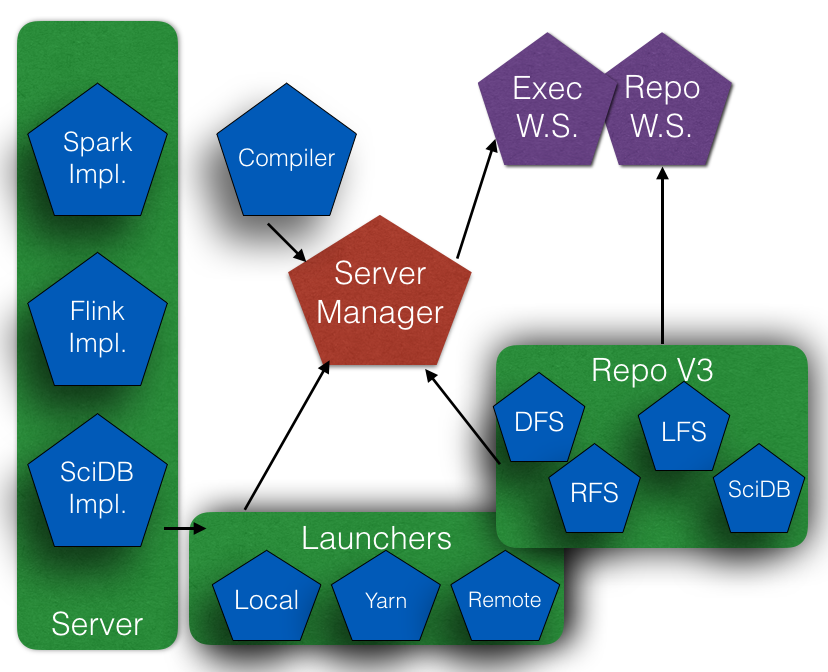 Spark
Impl.
Flink
Impl.
SciDB
Impl.
Server
Compiler
Server
Manager
Exec
W.S.
Repo
W.S.
Repo V3
DFS
LFS
RFS
SciDB
Launchers
Local
Yarn
Remote